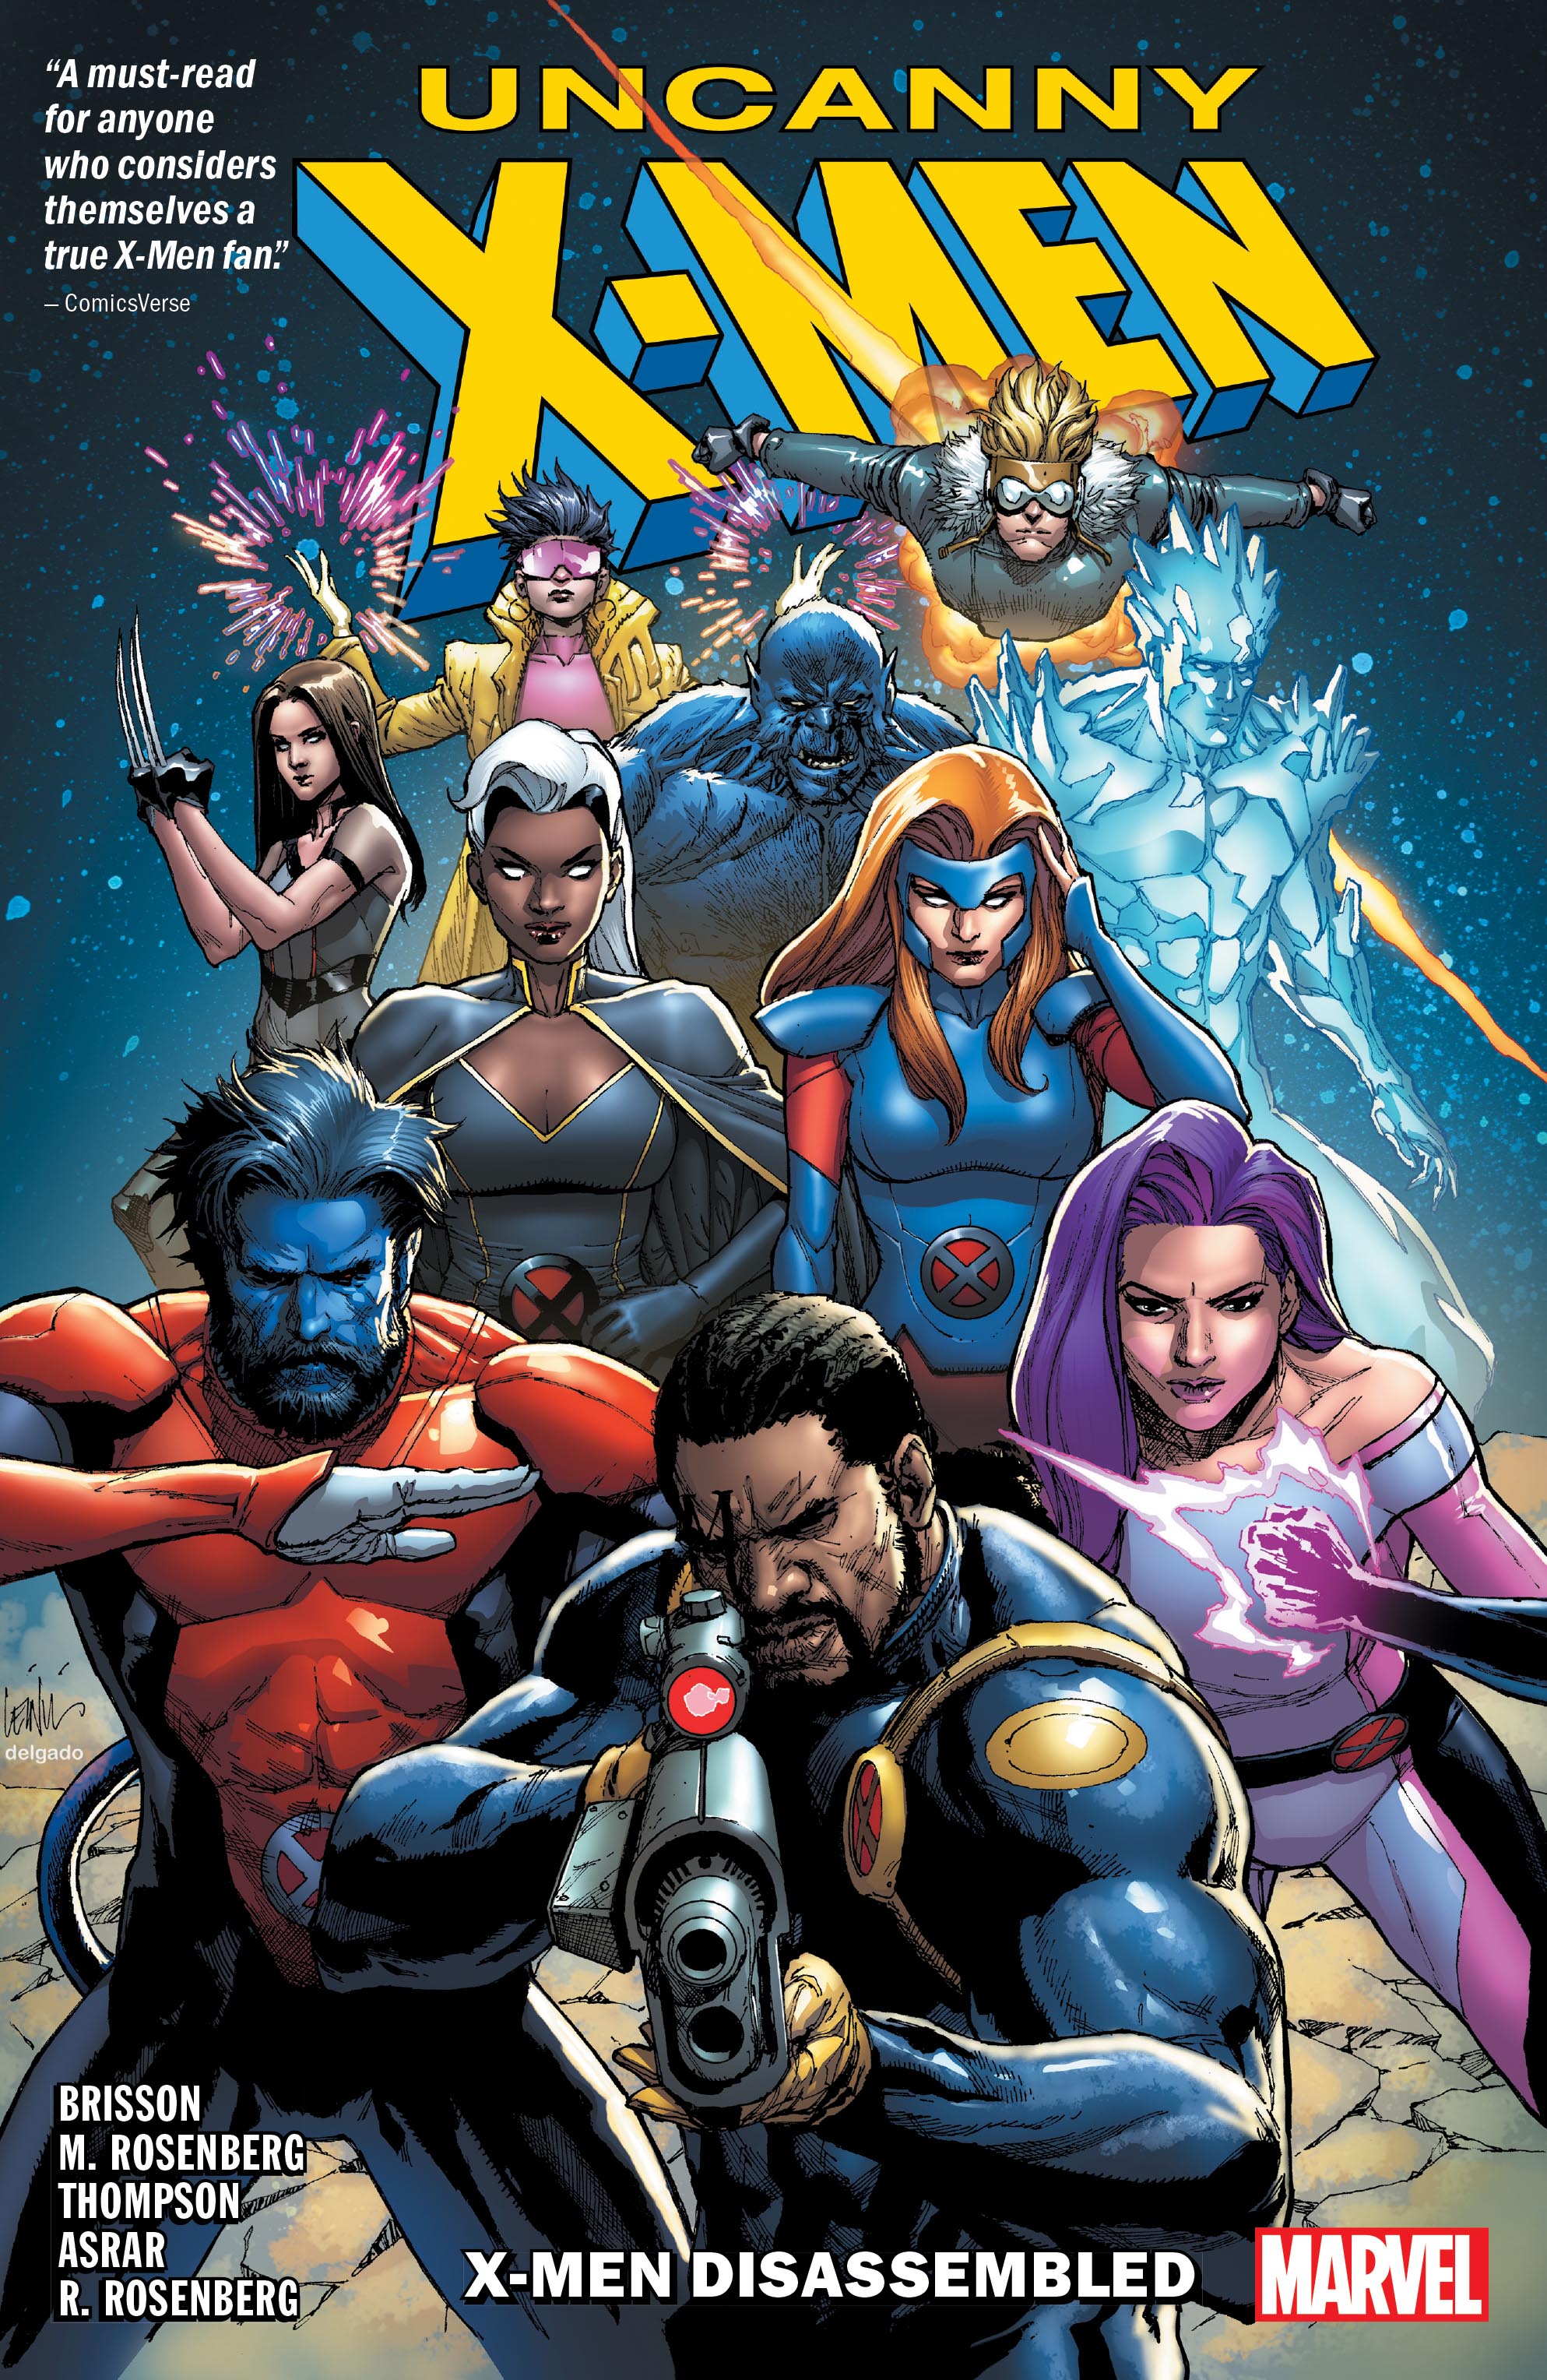 “A must-read
for anyone
who considers
themselves a
true X-Men fan.”
– ComicsVerse
UNCANNY
X-MEN
LEINIL
delgado
BRISSON
M. ROSENBERG
THOMPSON
ASRAR
R. ROSENBERG
X-MEN DISASSEMBLED
MARVEL